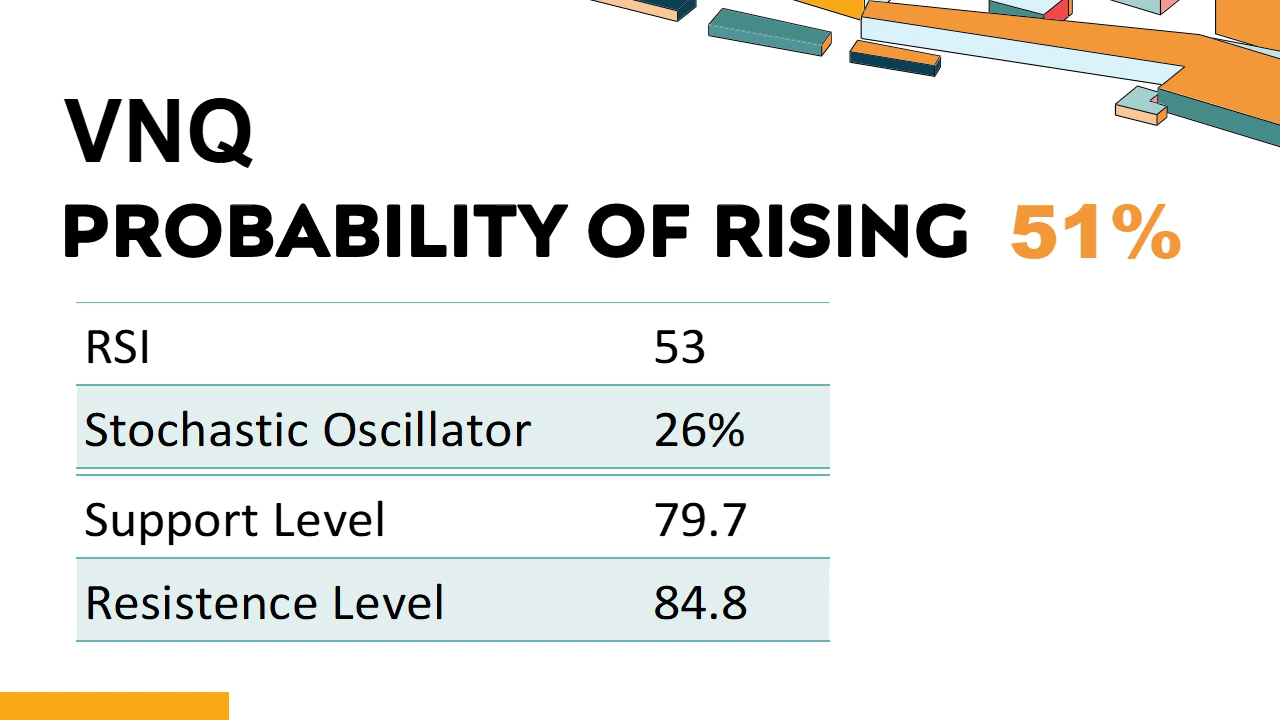 VNQ
PROBABILITY OF RISING 51%
RSI 53
Stochastic Oscillator 26%
Support Level 79.7
Resistence Level 84.8